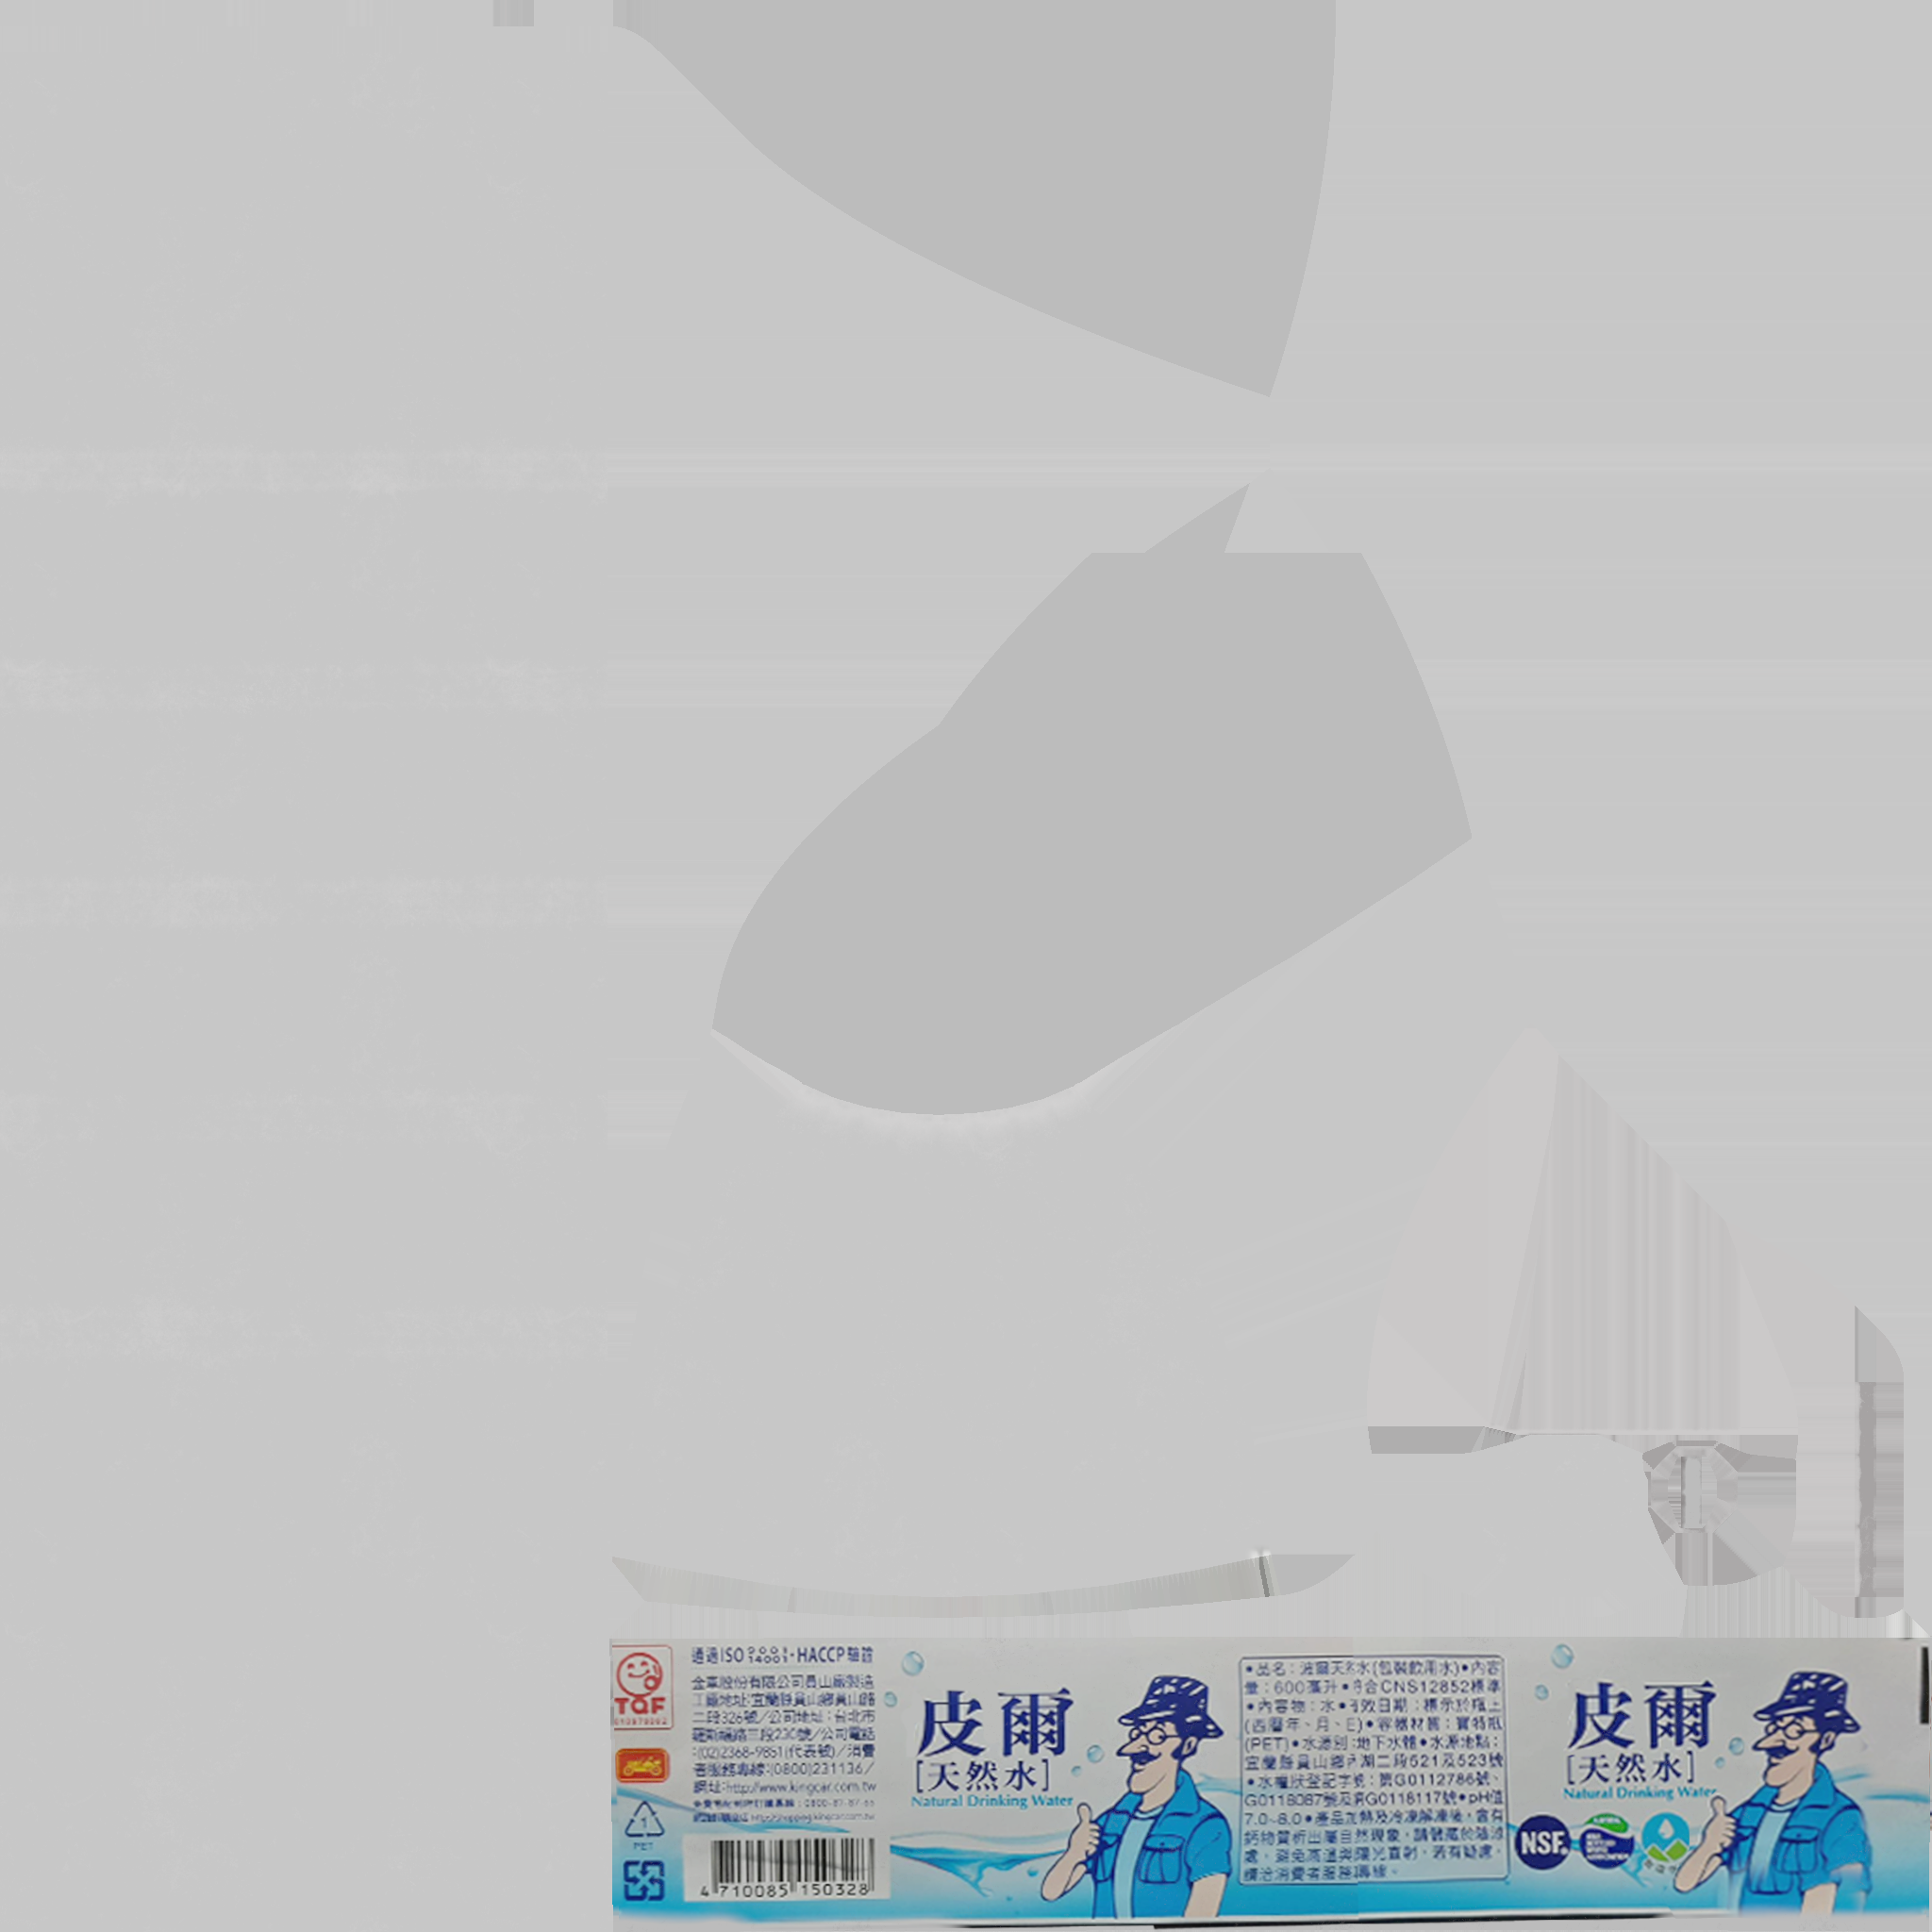 TQF
通過ISO 9001 14001·HACCP驗證
金車股份有限公司員山廠製造
工廠地址:宜蘭縣員山鄉員山路
二段326號/公司地址:台北市
羅斯福路三段230號/公司電話
:(02)2368-9851(代表號)/消費
者服務專線:(0800)231136/
網址:http://www.kingcar.com.tw
1
PET
4 710085 150328
皮爾
[天然水]
Natural Drinking Water
•品名:波爾天然水(包裝飲用水)•內容
量:600毫升•符合CNS12852標準
•內容物:水•有效日期:標示於瓶上
(西曆年、月、日)•容器材質:寶特瓶
(PET)•水源別:地下水體•水源地點:
宜蘭縣員山鄉 湖二段521及523號
•水權狀登記字號:第G0112786號、
G0118087號及第G0118117號•pH值
7.0~8.0•產品加熱及冷凍解凍後,會有
鈣物質析出屬自然現象,請儲藏於陰涼
處,避免高溫與陽光直射,若有疑慮,
請洽消費者服務專線。
皮爾
[天然水]
Natural Drinking Water
NSF